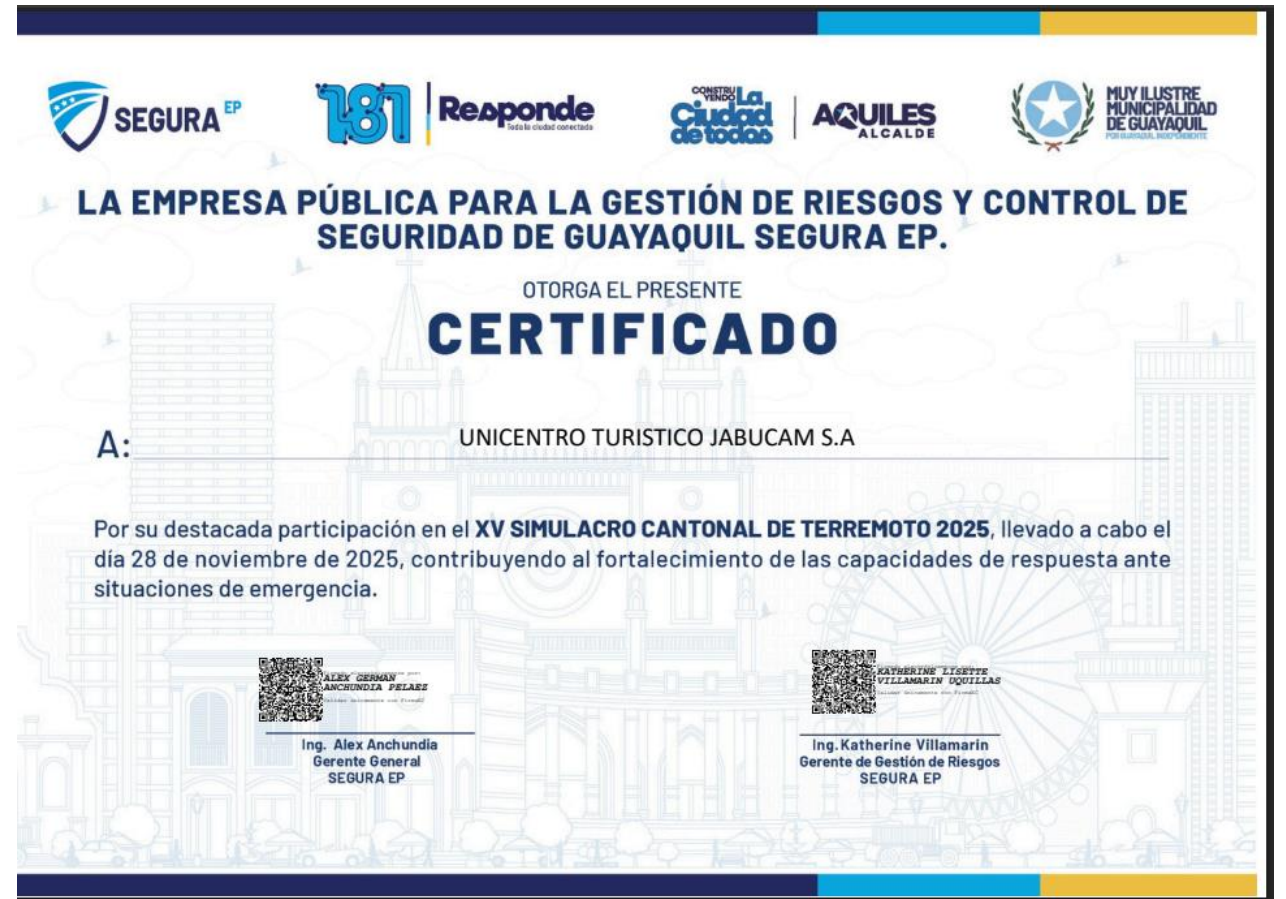 SEGURA EP
181 Responde
Toda la ciudad conectada
CONSTRUYENDO La Ciudad de todos
AQUILES ALCALDE
MUY ILUSTRE MUNICIPALIDAD DE GUAYAQUIL
POR GUAYAQUIL INDEPENDIENTE
LA EMPRESA PÚBLICA PARA LA GESTIÓN DE RIESGOS Y CONTROL DE
SEGURIDAD DE GUAYAQUIL SEGURA EP.
OTORGA EL PRESENTE
CERTIFICADO
A: UNICENTRO TURISTICO JABUCAM S.A
Por su destacada participación en el XV SIMULACRO CANTONAL DE TERREMOTO 2025, llevado a cabo el
día 28 de noviembre de 2025, contribuyendo al fortalecimiento de las capacidades de respuesta ante
situaciones de emergencia.
ALEX GERMAN
ANCHUNDIA PELAEZ
Ing. Alex Anchundia
Gerente General
SEGURA EP
KATHERINE LISETTE
VILLAMARIN UQUILLAS
Ing. Katherine Villamarin
Gerente de Gestión de Riesgos
SEGURA EP